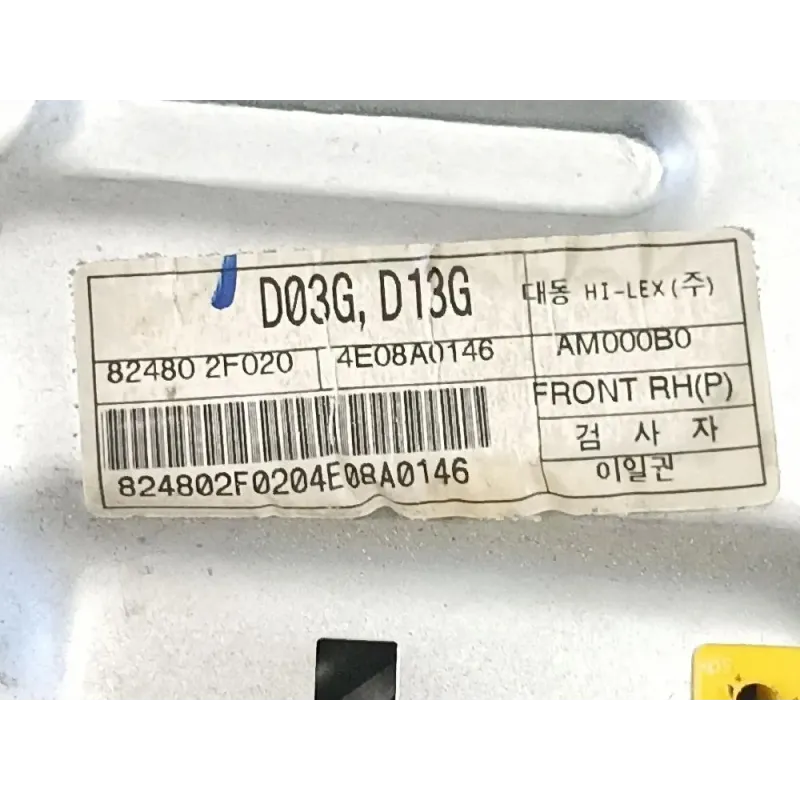 D03G, D13G
대동 HI-LEX(주)
82480 2F020
4E08A0146
AM000B0
FRONT RH(P)
검 사 자
824802F0204E08A0146
이일권